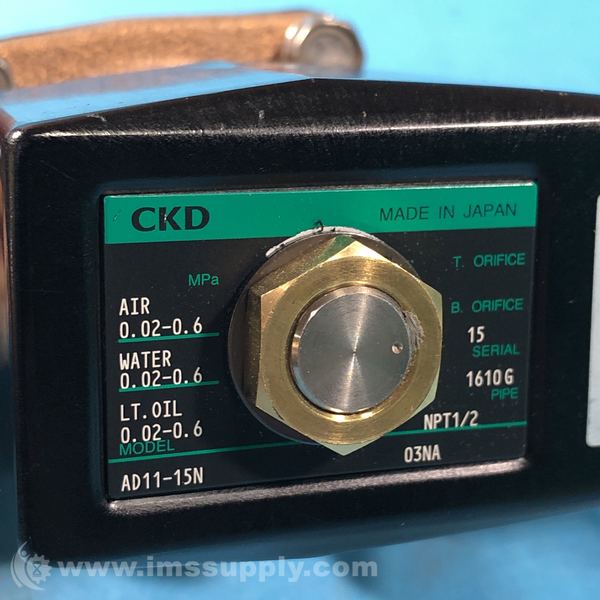 CKD MADE IN JAPAN
MPa
T. ORIFICE
AIR
0.02-0.6
B. ORIFICE
15
WATER
0.02-0.6
SERIAL
1610G
LT.OIL
0.02-0.6
PIPE
NPT1/2
MODEL
AD11-15N
03NA
www.imssupply.com